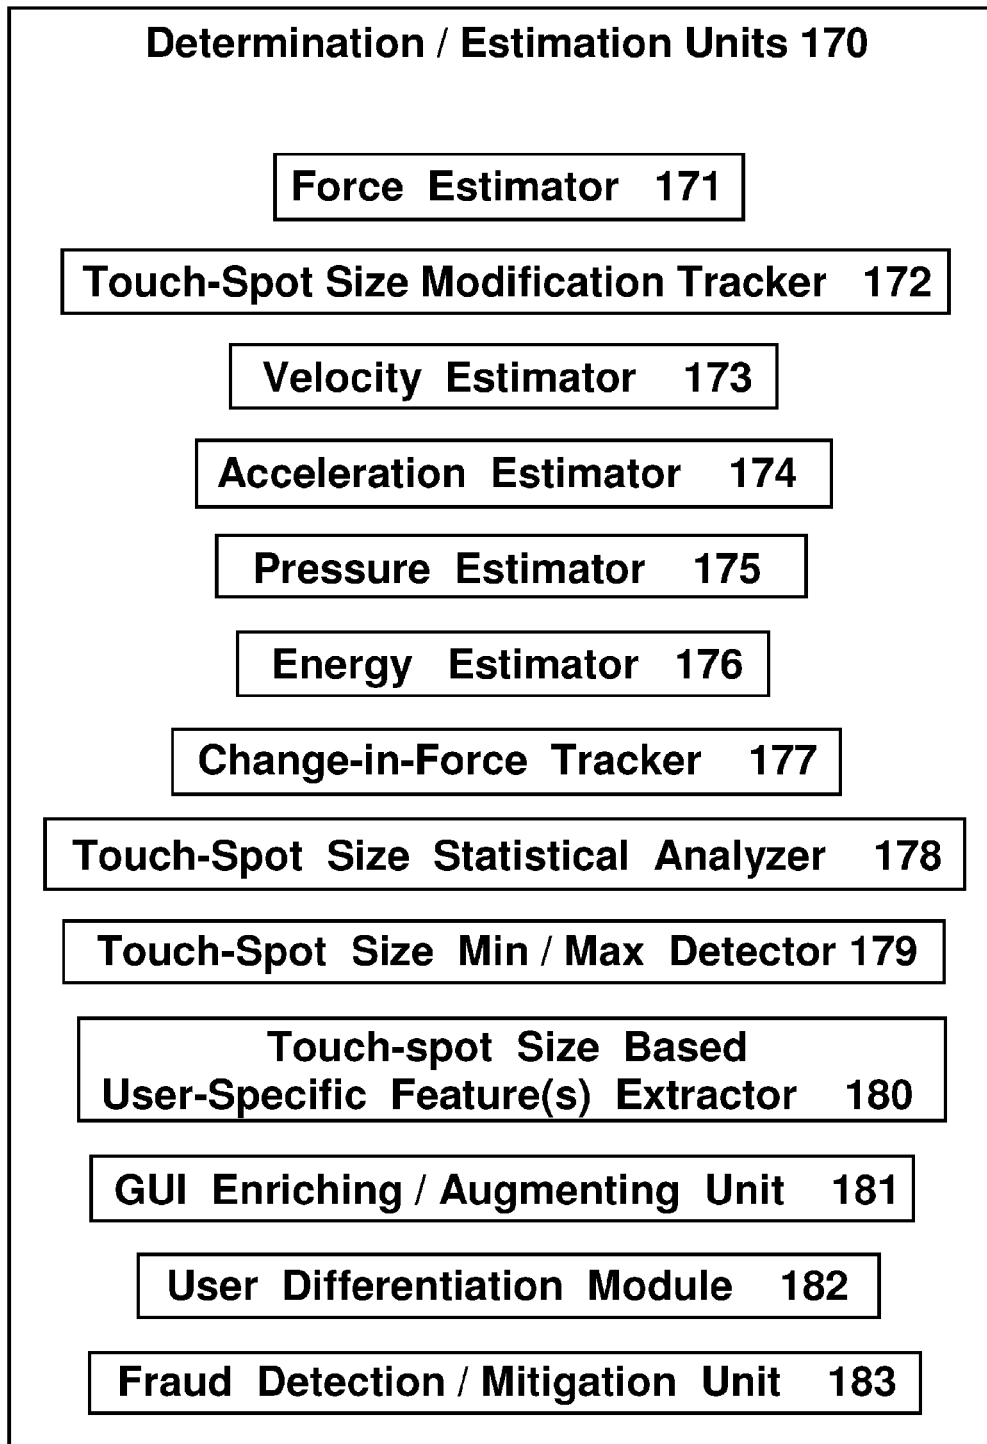 Determination / Estimation Units 170
Force Estimator 171
Touch-Spot Size Modification Tracker 172
Velocity Estimator 173
Acceleration Estimator 174
Pressure Estimator 175
Energy Estimator 176
Change-in-Force Tracker 177
Touch-Spot Size Statistical Analyzer 178
Touch-Spot Size Min / Max Detector 179
Touch-spot Size Based
User-Specific Feature(s) Extractor 180
GUI Enriching / Augmenting Unit 181
User Differentiation Module 182
Fraud Detection / Mitigation Unit 183